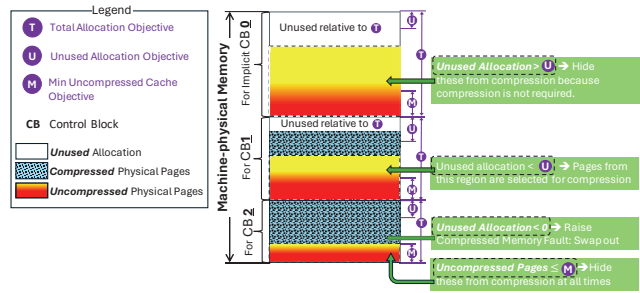 Legend
T Total Allocation Objective
U Unused Allocation Objective
M Min Uncompressed Cache
Objective
CB Control Block
Unused Allocation
Compressed Physical Pages
Uncompressed Physical Pages
Machine-physical Memory
For Implicit CB 0
For CB1
For CB 2
Unused relative to T
U
T
M
Unused relative to T
U
T
M
U
T
M
Unused Allocation > U → Hide
these from compression because
compression is not required.
Unused allocation < U → Pages from
this region are selected for compression
Unused Allocation < 0 → Raise
Compressed Memory Fault: Swap out
Uncompressed Pages ≤ M → Hide
these from compression at all times